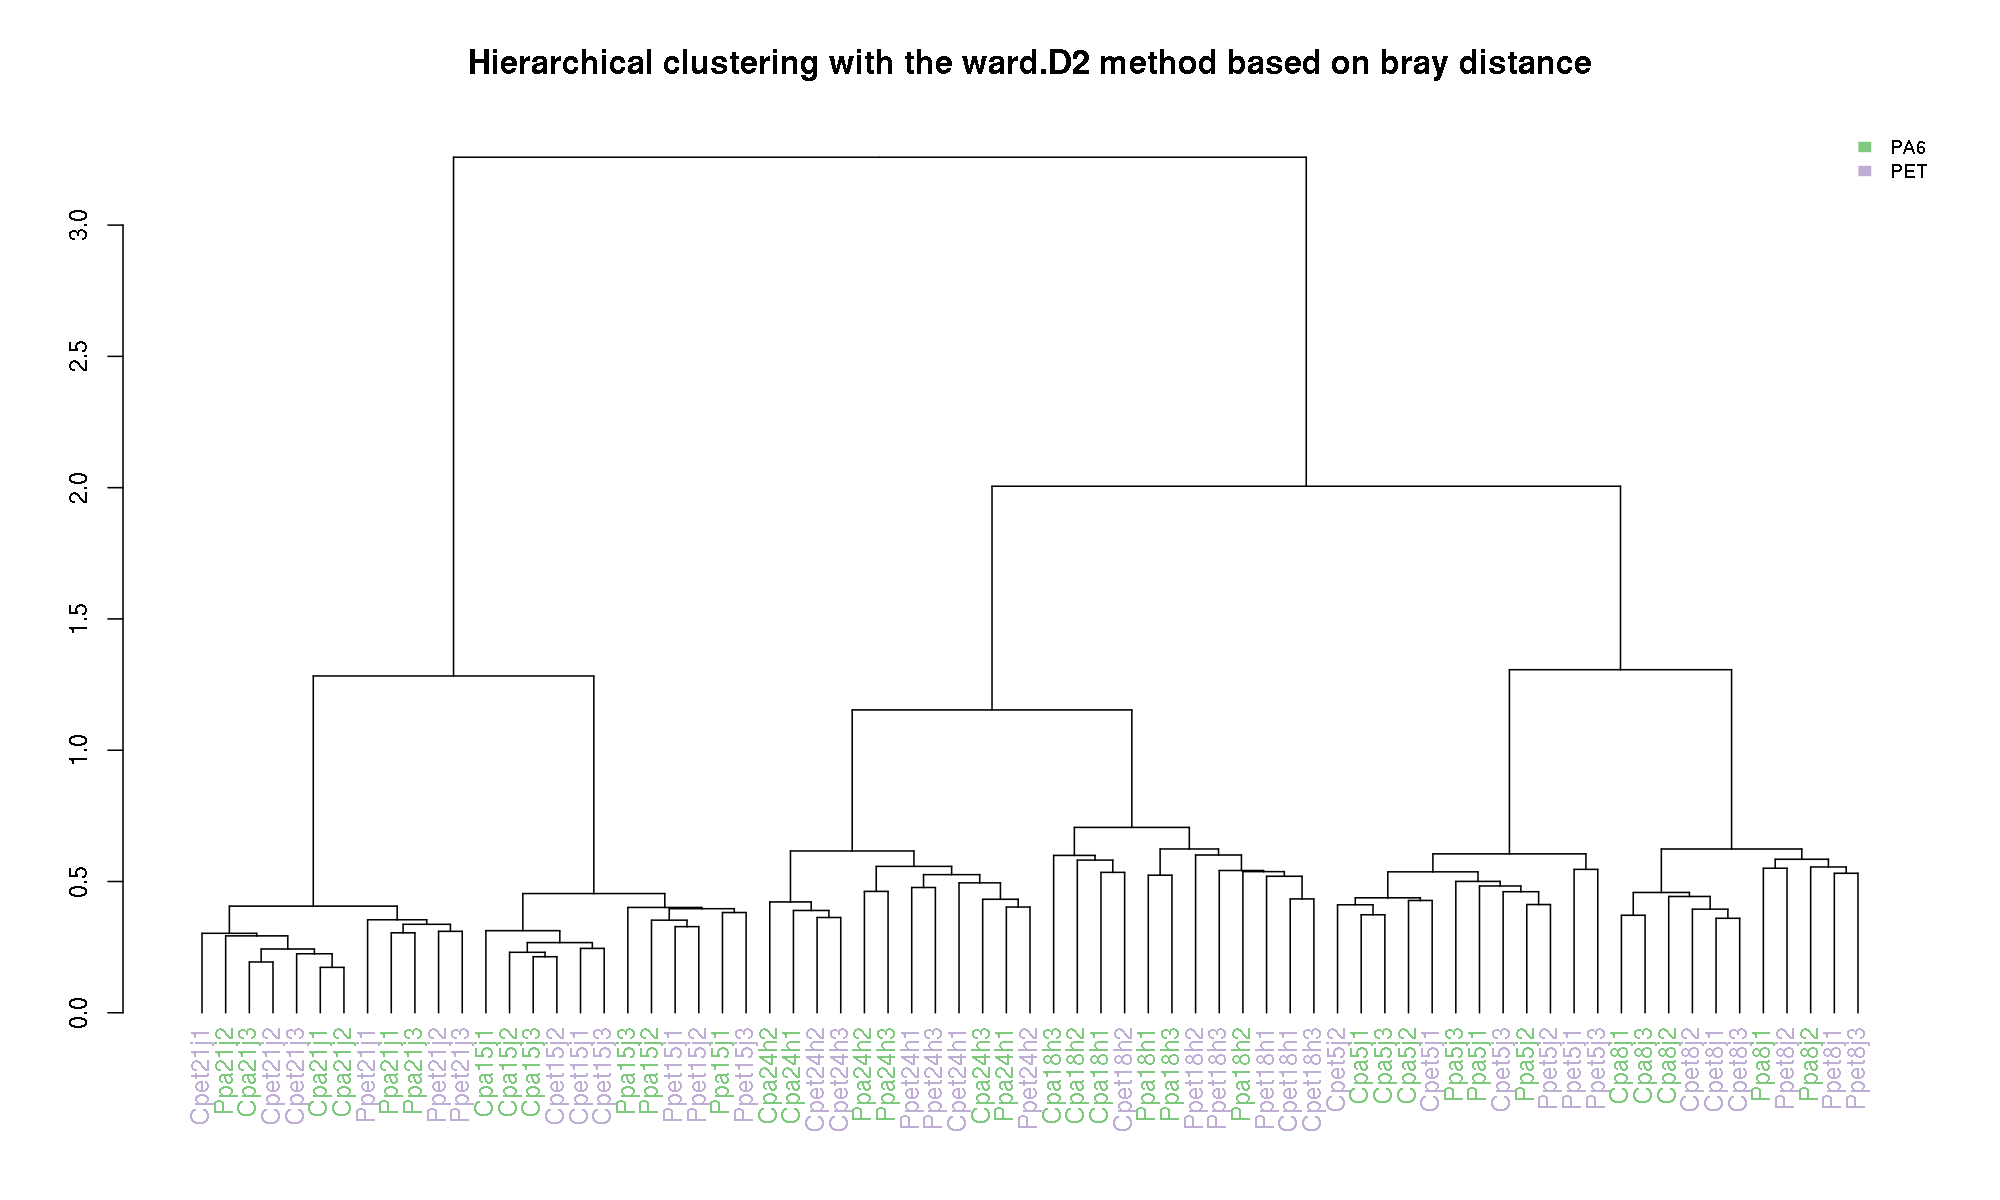 Hierarchical clustering with the ward.D2 method based on bray distance
PA6
PET
3.0
2.5
2.0
1.5
1.0
0.5
0.0
Cpet21j1
Ppa21j2
Cpa21j3
Cpet21j2
Cpet21j3
Cpa21j1
Cpa21j2
Ppet21j1
Ppa21j1
Ppa21j3
Ppet21j2
Ppet21j3
Cpa15j1
Cpa15j2
Cpa15j3
Cpet15j2
Cpet15j1
Cpet15j3
Ppa15j3
Ppa15j2
Ppet15j1
Ppet15j2
Ppa15j1
Ppet15j3
Cpa24h2
Cpa24h1
Cpet24h2
Cpet24h3
Ppa24h2
Ppa24h3
Ppet24h1
Ppet24h3
Cpet24h1
Cpa24h3
Ppa24h1
Ppet24h2
Cpa18h3
Cpa18h2
Cpa18h1
Cpet18h2
Ppa18h1
Ppa18h3
Ppet18h2
Ppet18h3
Ppa18h2
Ppet18h1
Cpet18h1
Cpet18h3
Cpet5j2
Cpa5j1
Cpa5j3
Cpa5j2
Cpet5j1
Ppa5j3
Ppa5j1
Cpet5j3
Ppa5j2
Ppet5j2
Ppet5j1
Ppet5j3
Cpa8j1
Cpa8j3
Cpa8j2
Cpet8j2
Cpet8j1
Cpet8j3
Ppa8j1
Ppet8j2
Ppa8j2
Ppet8j1
Ppet8j3